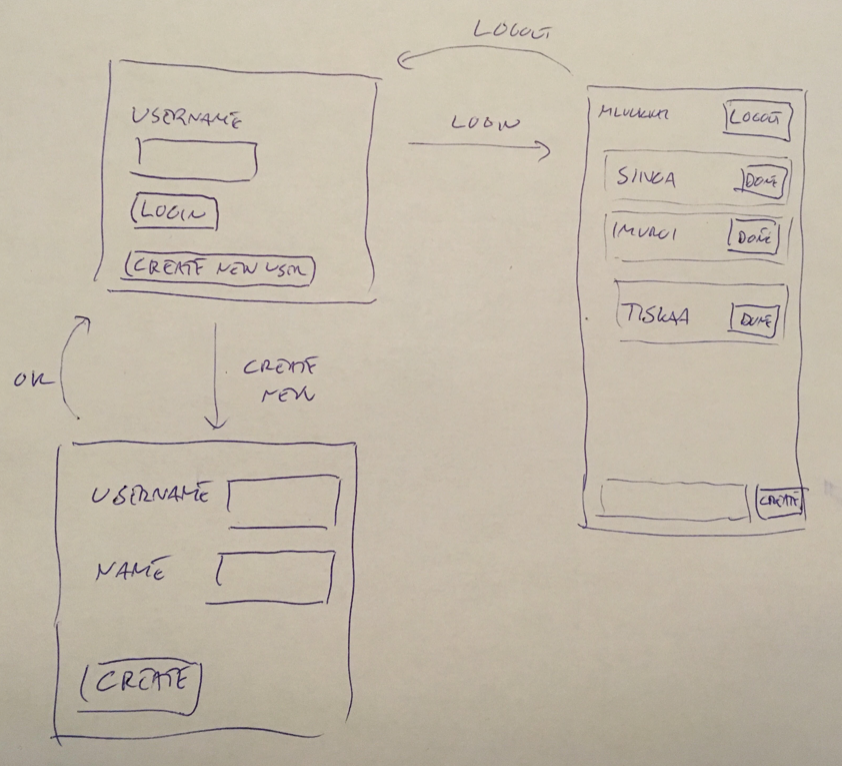 LOGOUT
USERNAME
LOGIN
CREATE NEW USER
LOGIN
MLUUKKAI LOGOUT
SIIVOA DONE
IMUROI DONE
TISKAA DONE
CREATE
OK
CREATE
NEW
USERNAME
NAME
CREATE